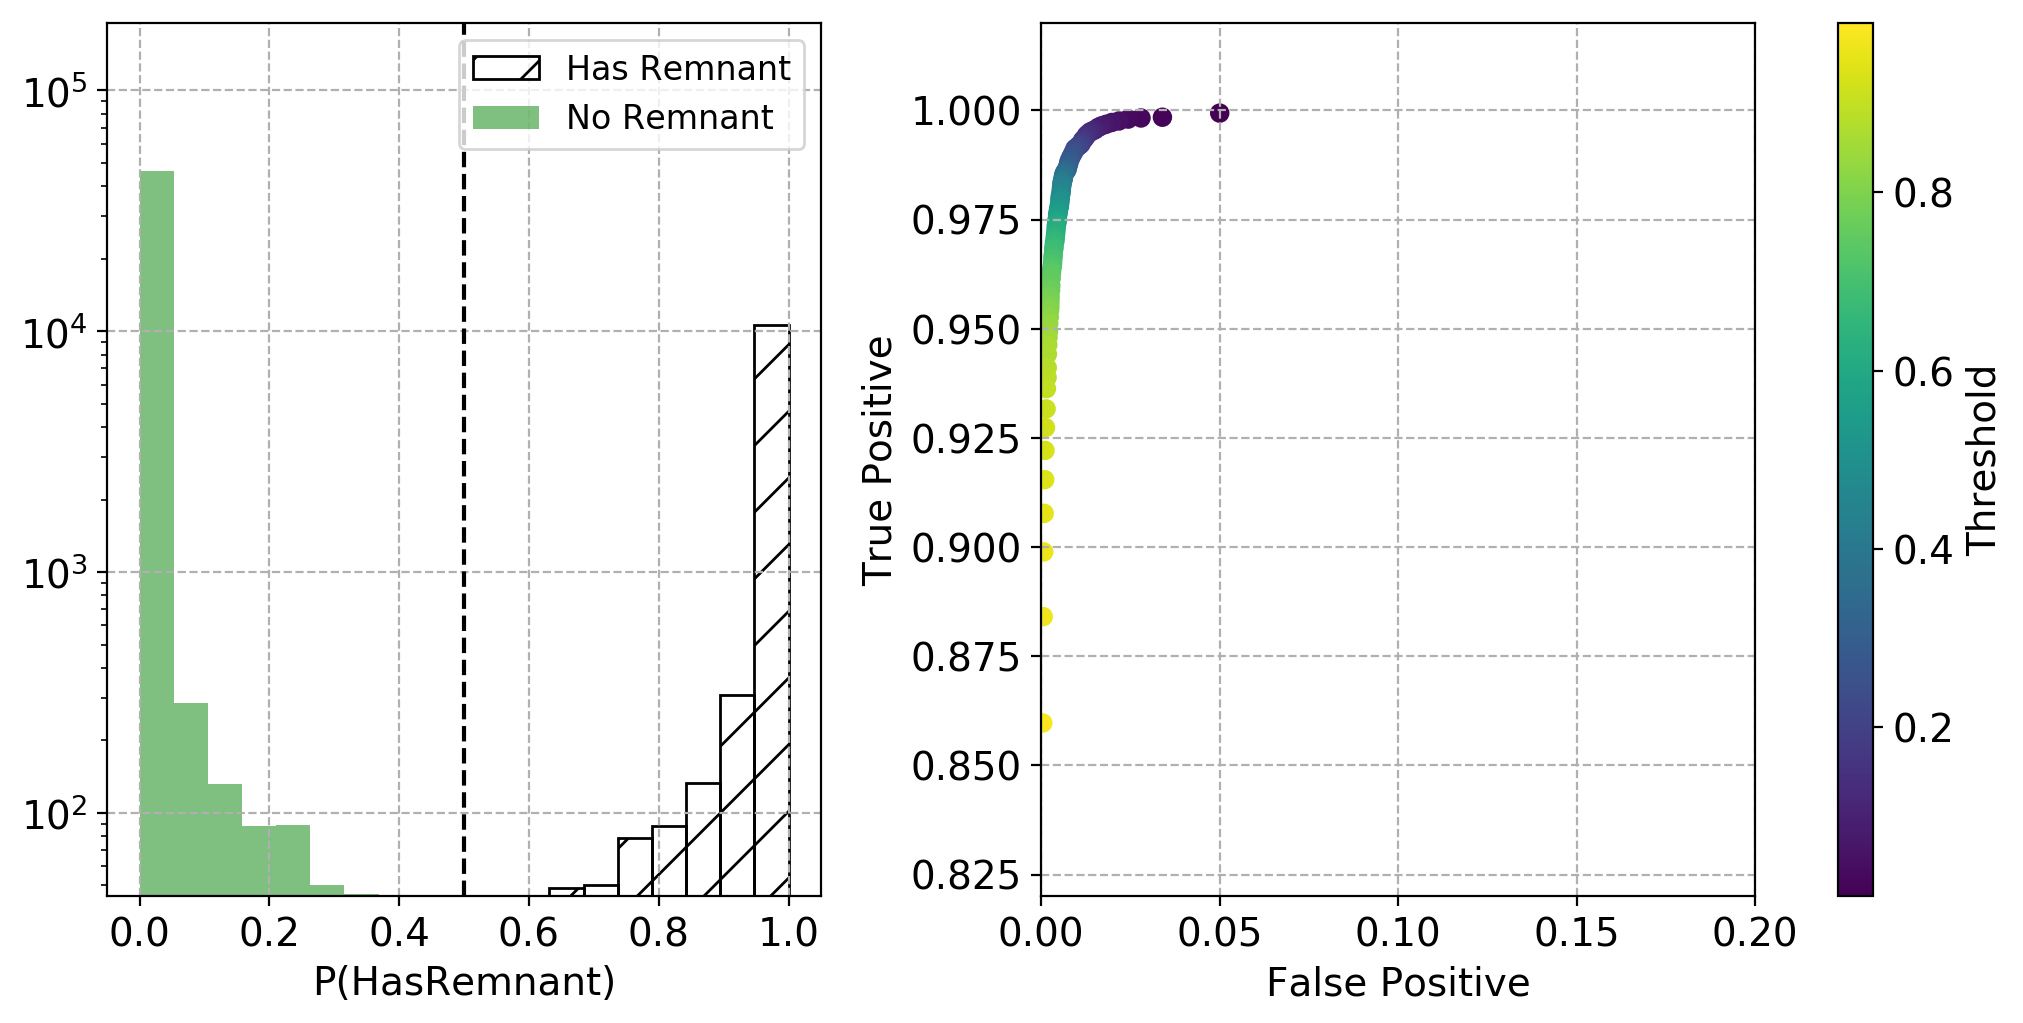 Has Remnant
No Remnant
10^5
10^4
10^3
10^2
0.0 0.2 0.4 0.6 0.8 1.0
P(HasRemnant)
True Positive
1.000
0.975
0.950
0.925
0.900
0.875
0.850
0.825
0.00 0.05 0.10 0.15 0.20
False Positive
0.8
0.6
0.4
0.2
Threshold